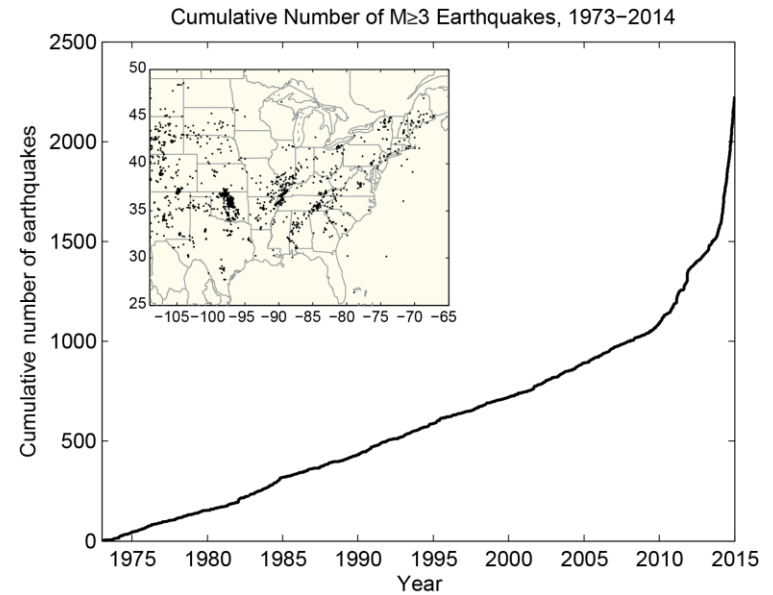 Cumulative Number of M≥3 Earthquakes, 1973−2014
2500
2000
1500
1000
500
0
Cumulative number of earthquakes
50
45
40
35
30
25
−105 −100 −95 −90 −85 −80 −75 −70 −65
1975 1980 1985 1990 1995 2000 2005 2010 2015
Year